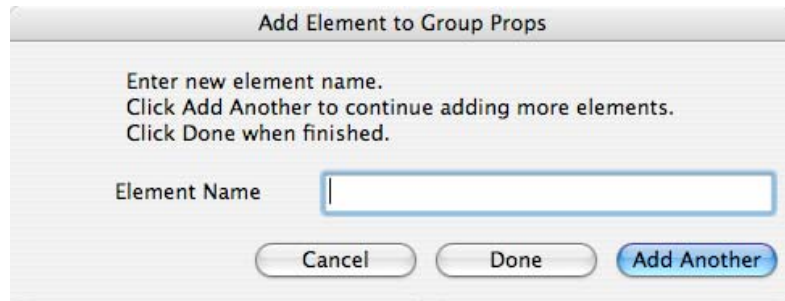 Add Element to Group Props
Enter new element name.
Click Add Another to continue adding more elements.
Click Done when finished.
Element Name
Cancel Done Add Another